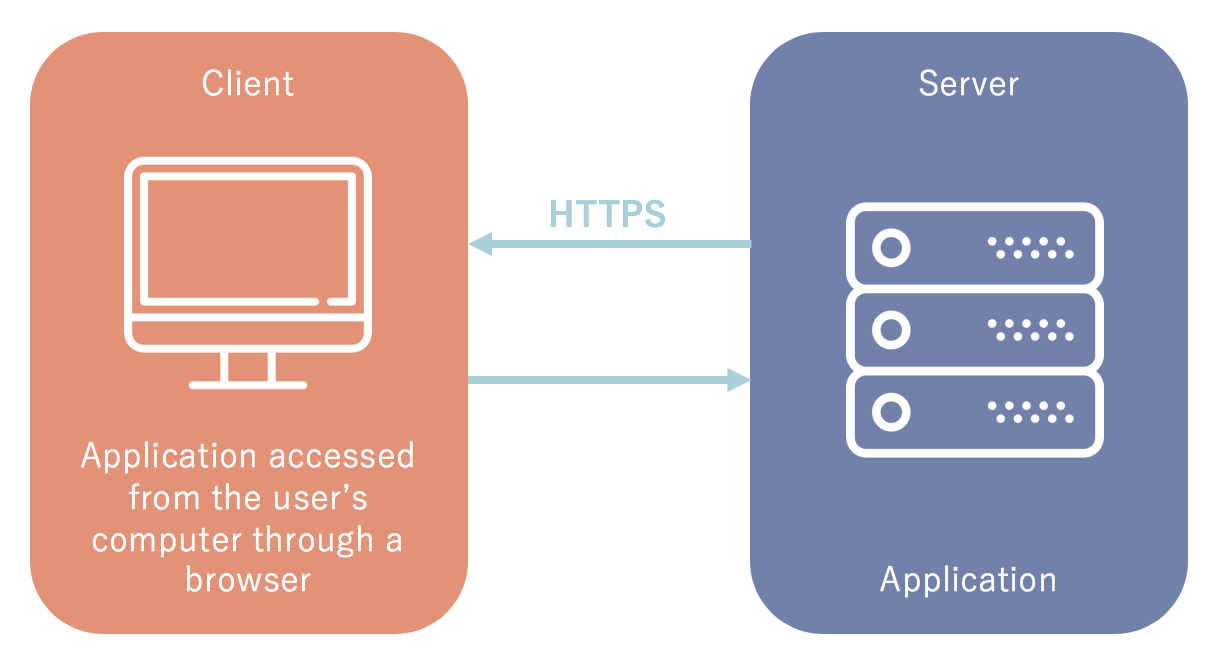 Client
Application accessed
from the user’s
computer through a
browser
HTTPS
Server
Application